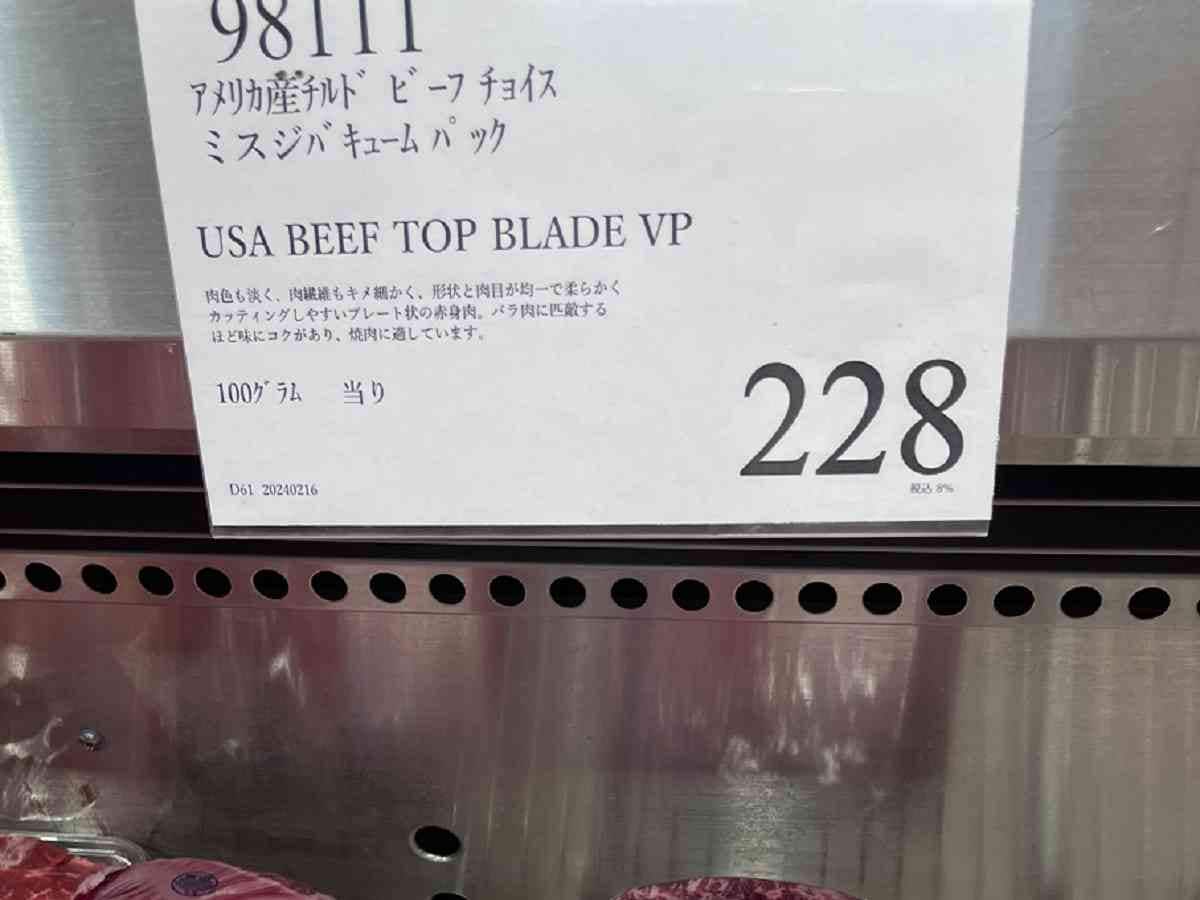 98111
アメリカ産チルド ビーフ チョイス
ミスジバキュームパック
USA BEEF TOP BLADE VP
肉色も淡く、肉繊維もキメ細かく、形状と肉目が均一で柔らかく
カッティングしやすいプレート状の赤身肉。バラ肉に匹敵する
ほど味にコクがあり、焼肉に適しています。
100グラム 当り
228
税込 8%
D61 20240216